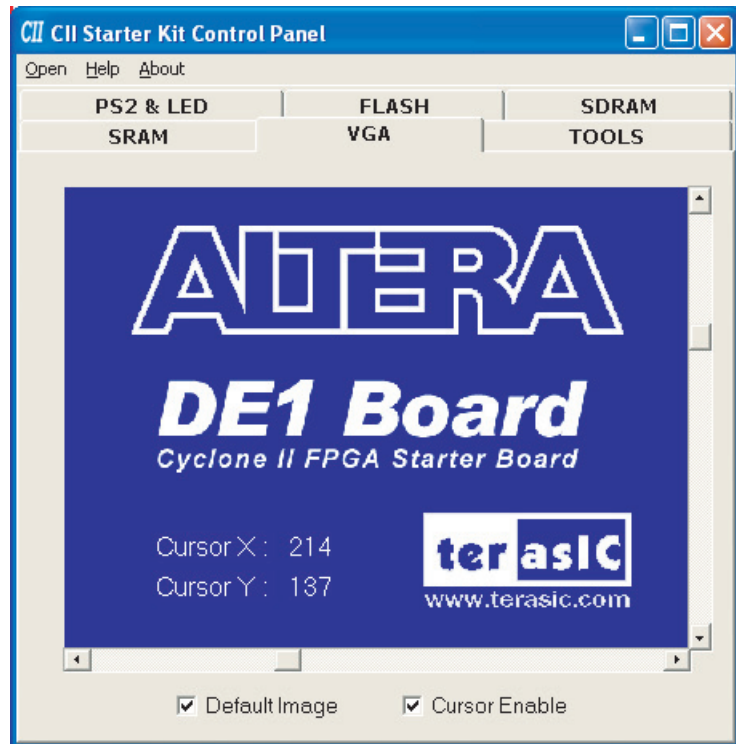 CII CII Starter Kit Control Panel
Open Help About
PS2 & LED FLASH SDRAM
SRAM VGA TOOLS
ALTERA
DE1 Board
Cyclone II FPGA Starter Board
Cursor X : 214
Cursor Y : 137
terasIC
www.terasic.com
Default Image Cursor Enable